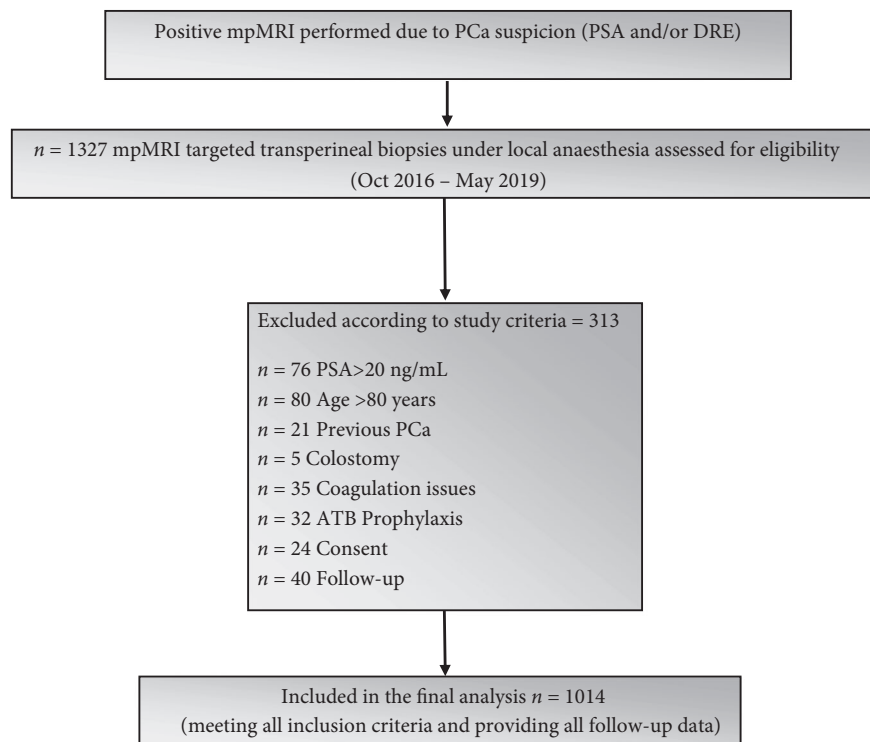 Positive mpMRI performed due to PCa suspicion (PSA and/or DRE)
n = 1327 mpMRI targeted transperineal biopsies under local anaesthesia assessed for eligibility
(Oct 2016 – May 2019)
Excluded according to study criteria = 313
n = 76 PSA>20 ng/mL
n = 80 Age >80 years
n = 21 Previous PCa
n = 5 Colostomy
n = 35 Coagulation issues
n = 32 ATB Prophylaxis
n = 24 Consent
n = 40 Follow-up
Included in the final analysis n = 1014
(meeting all inclusion criteria and providing all follow-up data)